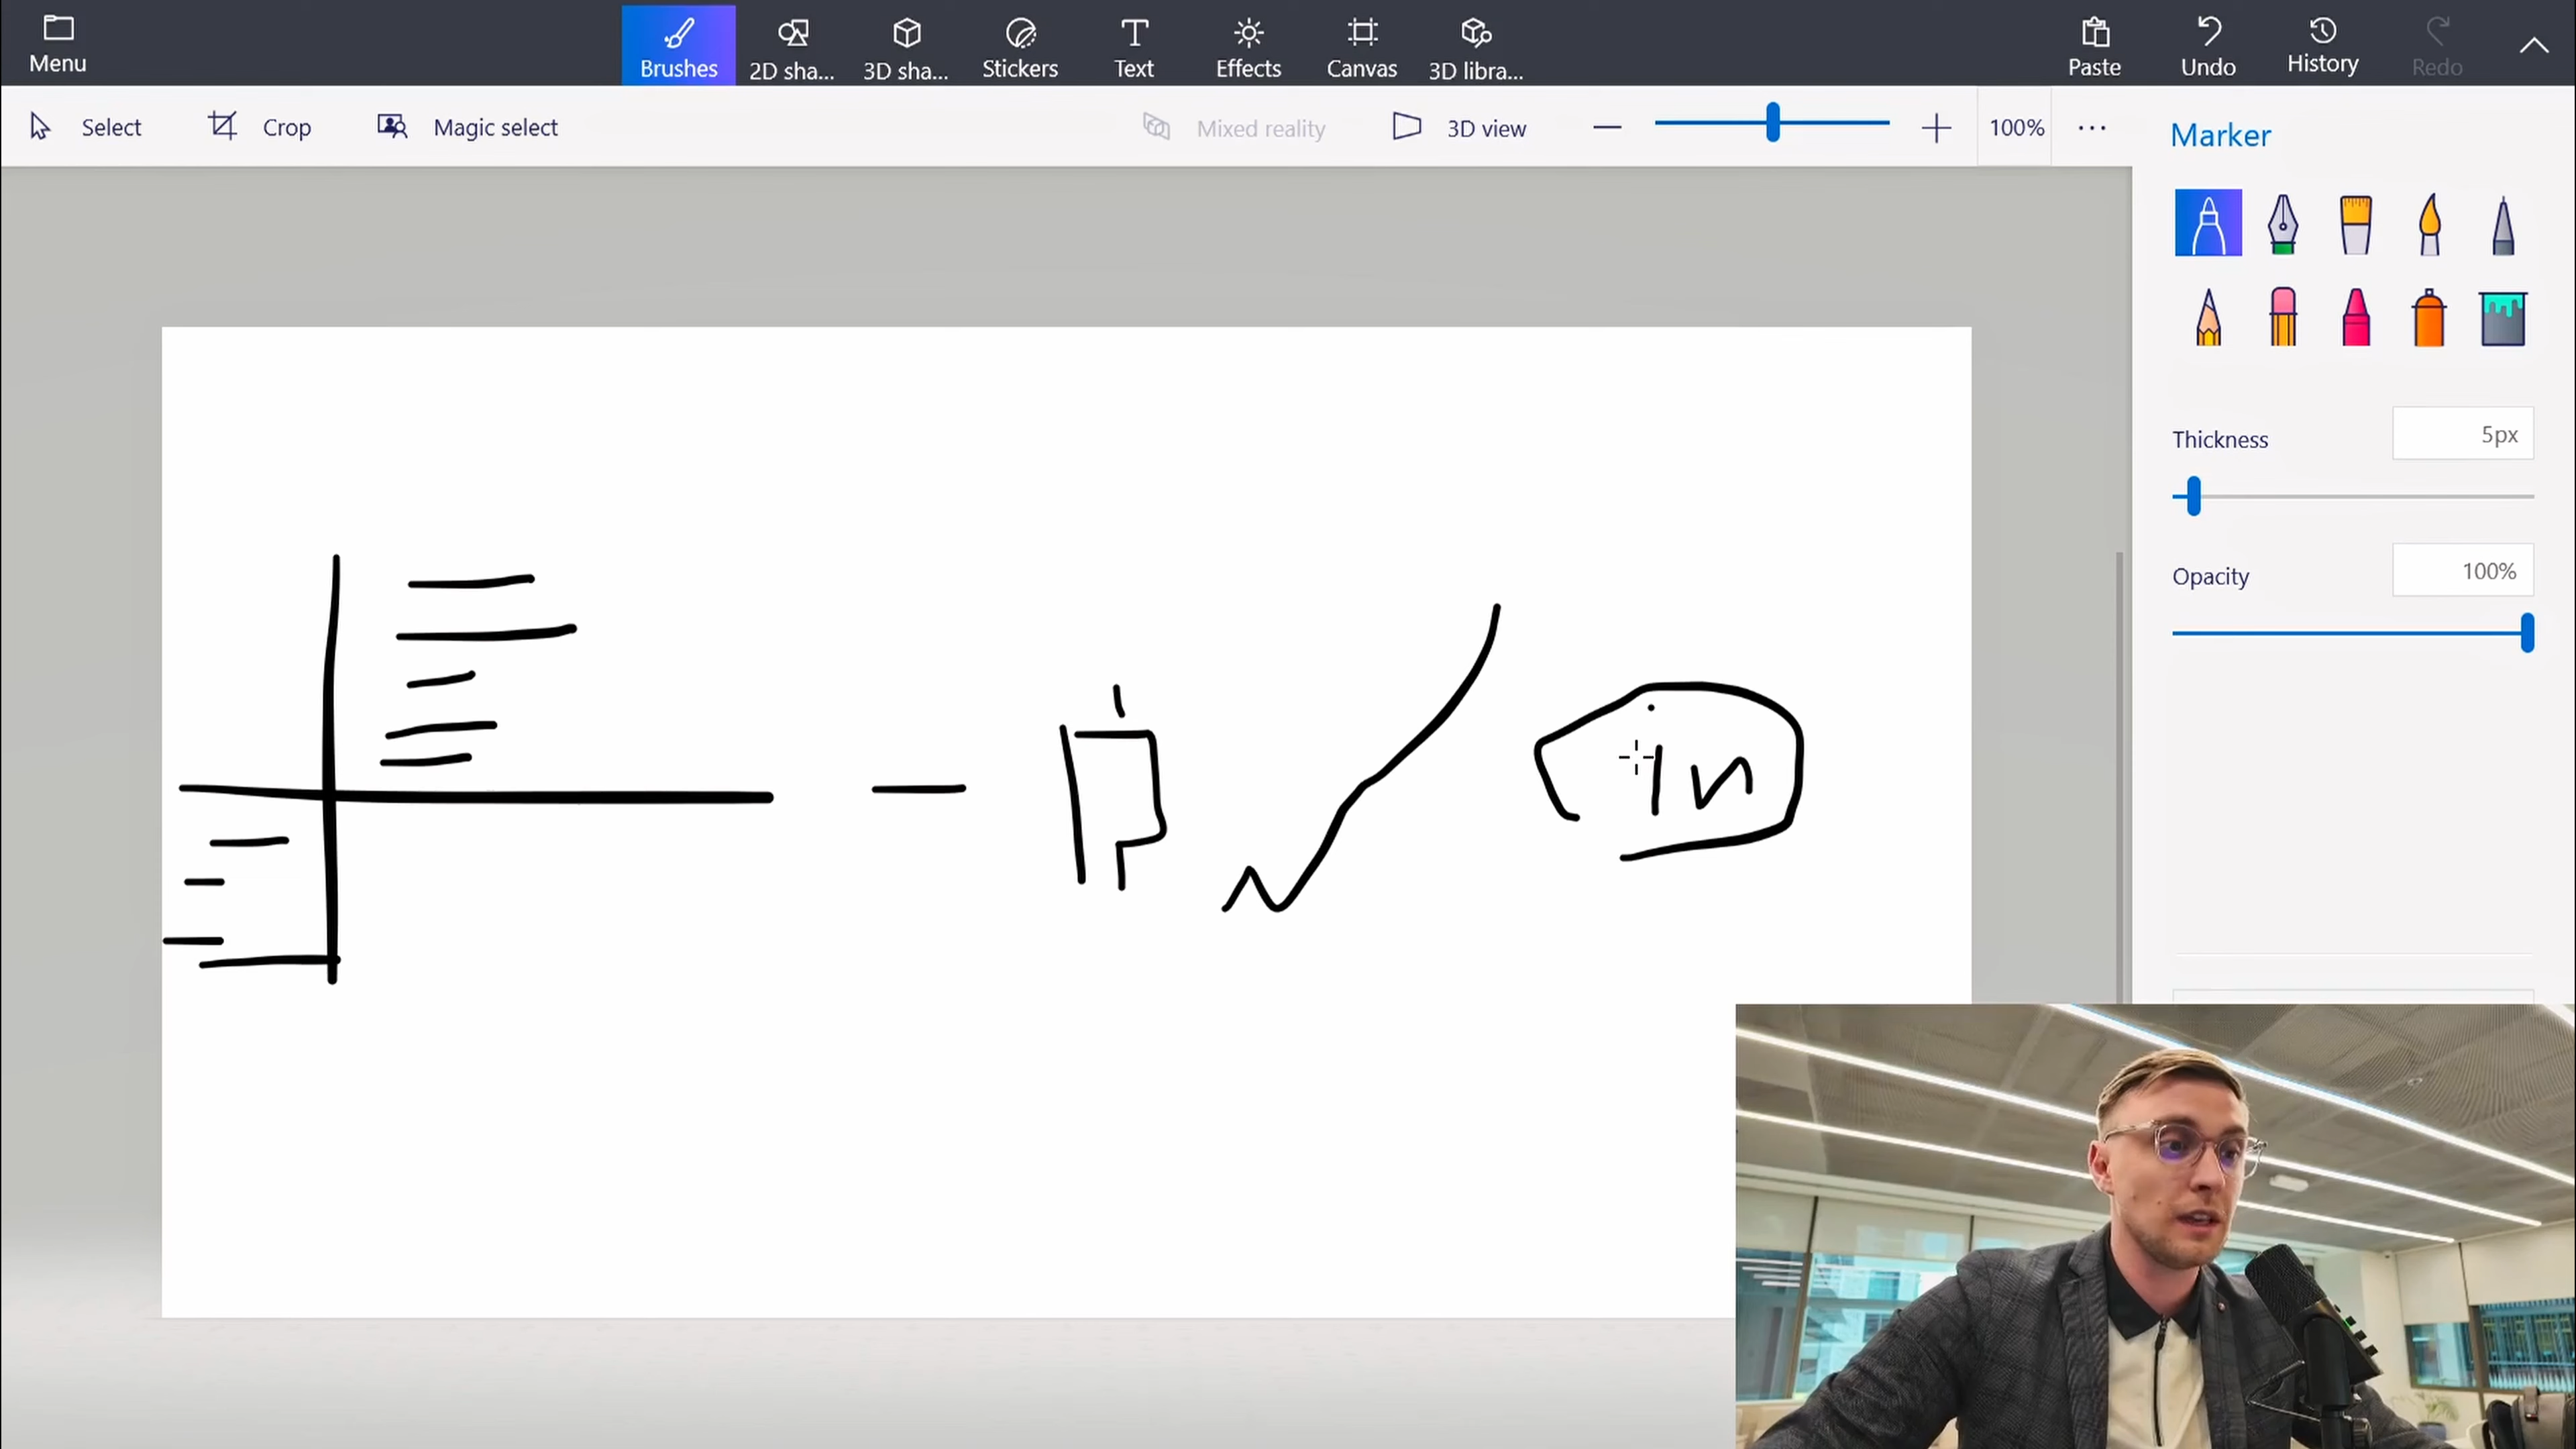 Menu
Brushes
2D sha...
3D sha...
Stickers
Text
Effects
Canvas
3D libra...
Paste
Undo
History
Redo
Select
Crop
Magic select
Mixed reality
3D view
100%
Marker
Thickness
5px
Opacity
100%
in